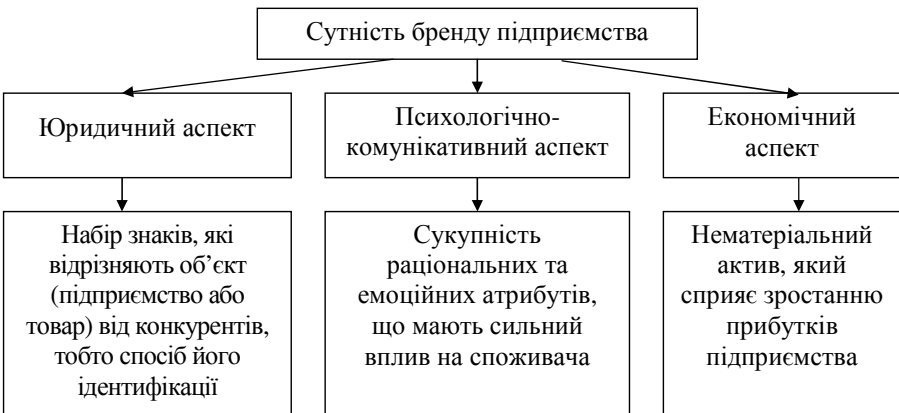 Сутність бренду підприємства
Юридичний аспект
Психологічно-
комунікативний аспект
Економічний
аспект
Набір знаків, які
відрізняють об’єкт
(підприємство або
товар) від конкурентів,
тобто спосіб його
ідентифікації
Сукупність
раціональних та
емоційних атрибутів,
що мають сильний
вплив на споживача
Нематеріальний
актив, який
сприяє зростанню
прибутків
підприємства